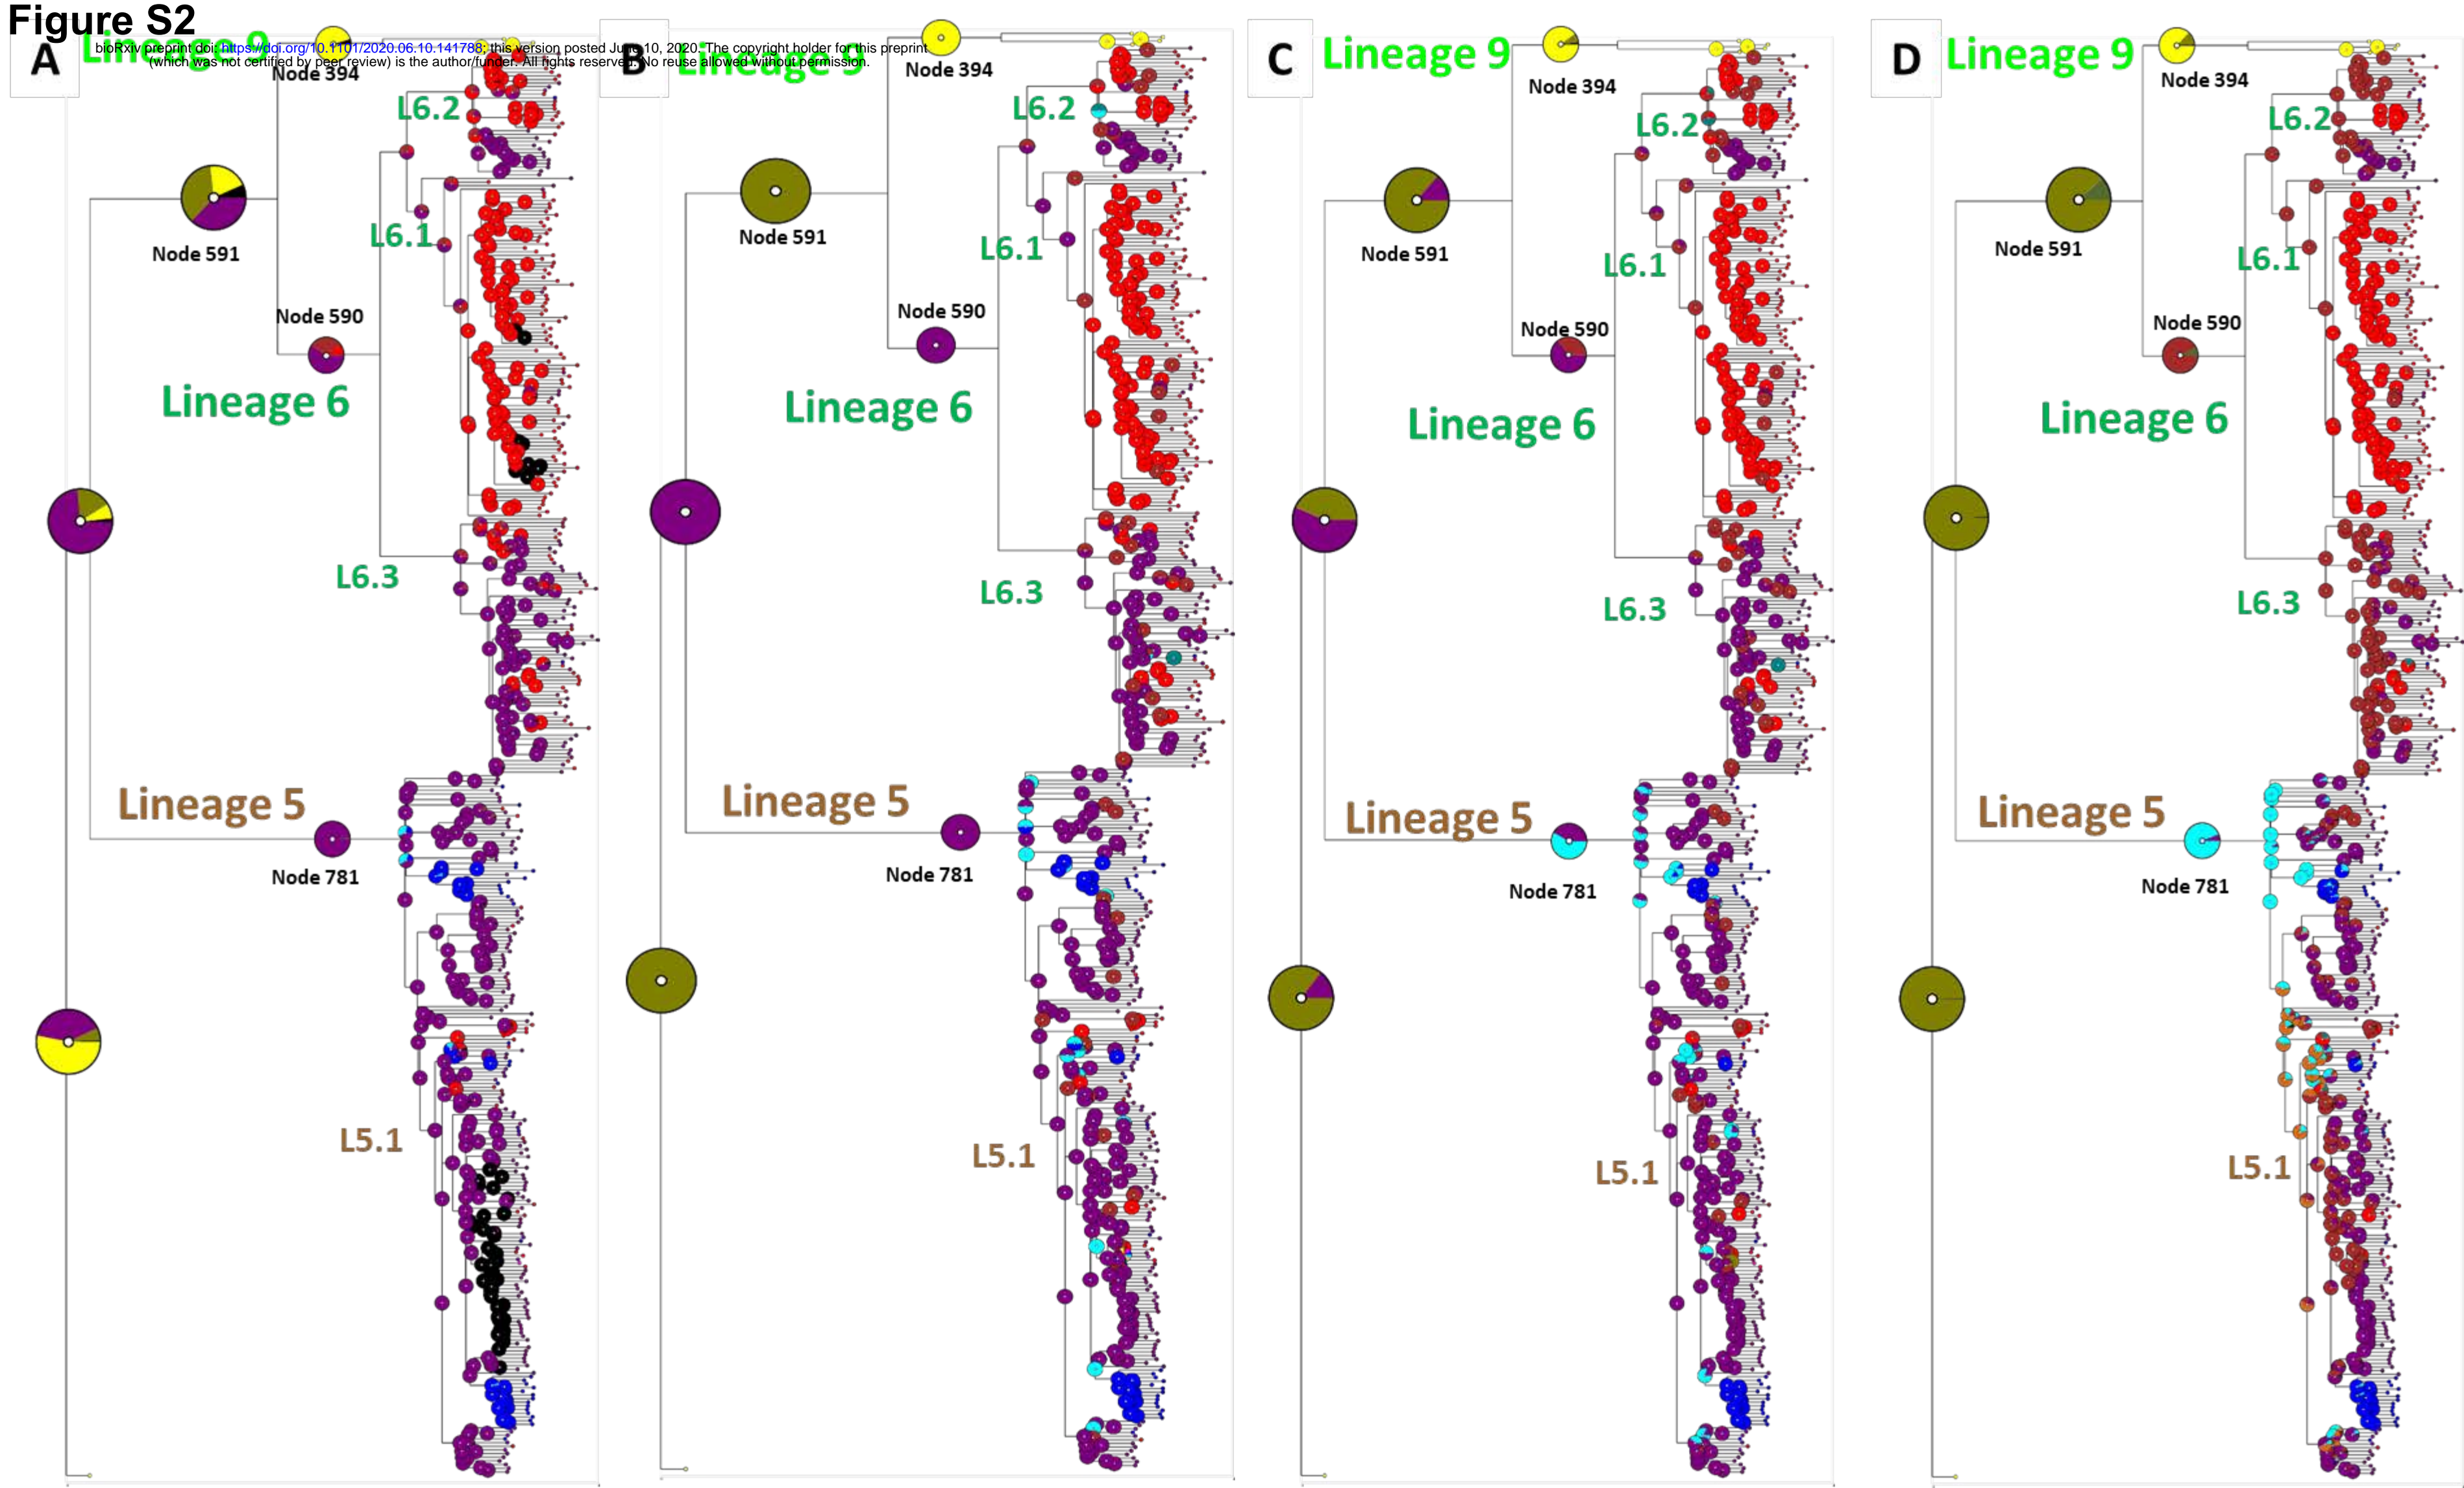 Figure S2
bioRxiv preprint doi: https://doi.org/10.1101/2020.06.10.141788; this version posted June 10, 2020. The copyright holder for this preprint
(which was not certified by peer review) is the author/funder. All rights reserved. No reuse allowed without permission.
A
Lineage 9
Node 394
L6.2
Node 591
L6.1
Node 590
Lineage 6
L6.3
Lineage 5
Node 781
L5.1
B
Lineage 9
Node 394
L6.2
Node 591
L6.1
Node 590
Lineage 6
L6.3
Lineage 5
Node 781
L5.1
C
Lineage 9
Node 394
L6.2
Node 591
L6.1
Node 590
Lineage 6
L6.3
Lineage 5
Node 781
L5.1
D
Lineage 9
Node 394
L6.2
Node 591
L6.1
Node 590
Lineage 6
L6.3
Lineage 5
Node 781
L5.1